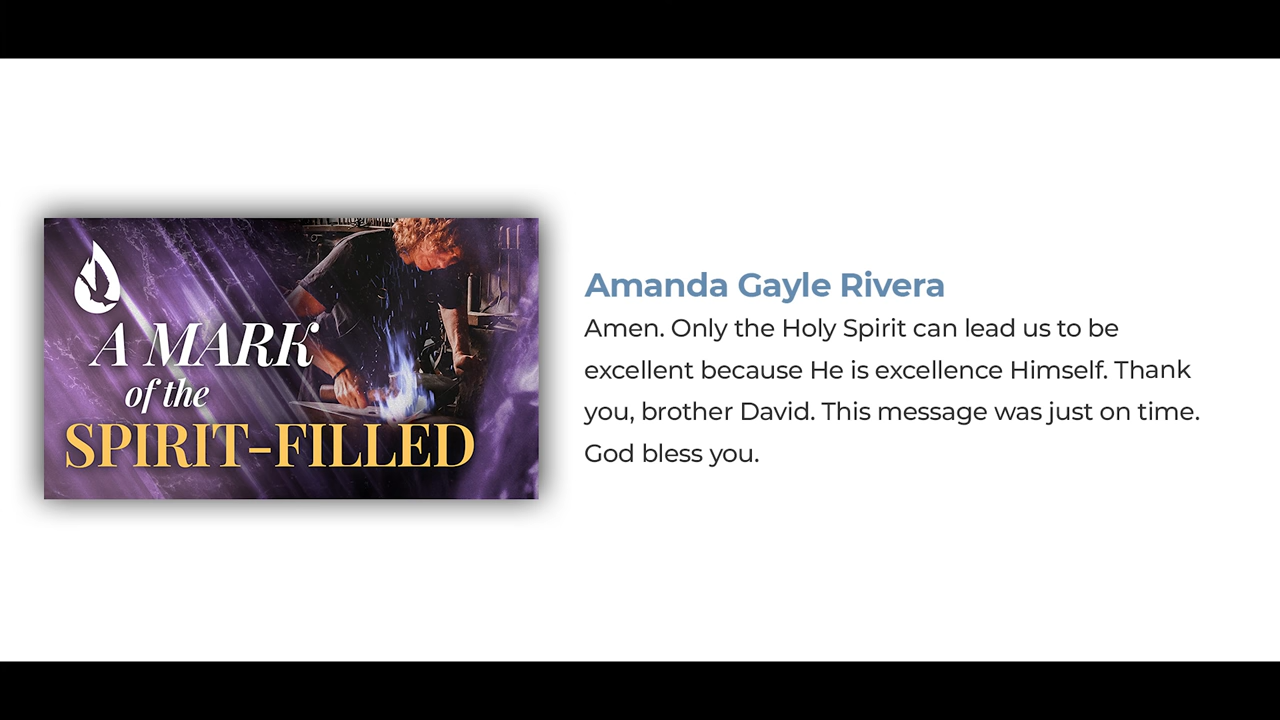 A MARK
of the
SPIRIT-FILLED
Amanda Gayle Rivera
Amen. Only the Holy Spirit can lead us to be
excellent because He is excellence Himself. Thank
you, brother David. This message was just on time.
God bless you.